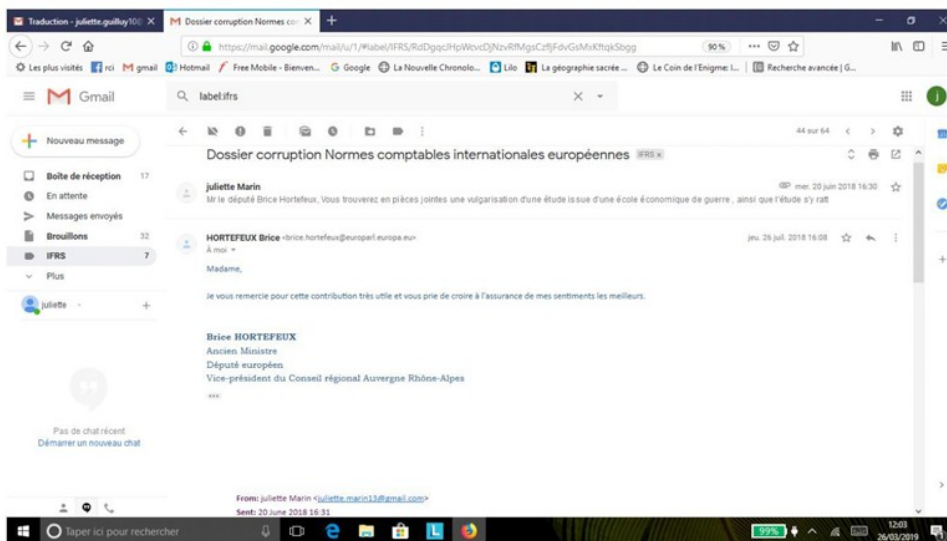 Traduction - juliette.guilluy10@
Dossier corruption Normes com
https://mail.google.com/mail/u/1/#label/IFRS/
90%
Les plus visités
rci
gmail
Hotmail
Free Mobile - Bienven...
Google
La Nouvelle Chronolo...
Lilo
La géographie sacrée ...
Le Coin de l'Enigme: l...
Recherche avancée | G...
Gmail
label:ifrs
j
Nouveau message
44 sur 64
Dossier corruption Normes comptables internationales européennes IFRS x
Boîte de réception 17
En attente
Messages envoyés
Brouillons 32
IFRS 7
Plus
juliette
juliette Marin
mer. 20 juin 2018 16:30
Mr le député Brice Hortefeux, Vous trouverez en pièces jointes une vulgarisation d'une étude issue d'une école économique de guerre , ainsi que l'étude s'y ratt
HORTEFEUX Brice <brice.hortefeux@europarl.europa.eu>
jeu. 26 juil. 2018 16:08
À moi
Madame,
Je vous remercie pour cette contribution très utile et vous prie de croire à l'assurance de mes sentiments les meilleurs.
Brice HORTEFEUX
Ancien Ministre
Député européen
Vice-président du Conseil régional Auvergne Rhône-Alpes
Pas de chat récent
Démarrer un nouveau chat
From: juliette Marin <juliette.marin13@gmail.com>
Sent: 20 June 2018 16:31
Taper ici pour rechercher
L
99%
12:03
26/03/2019